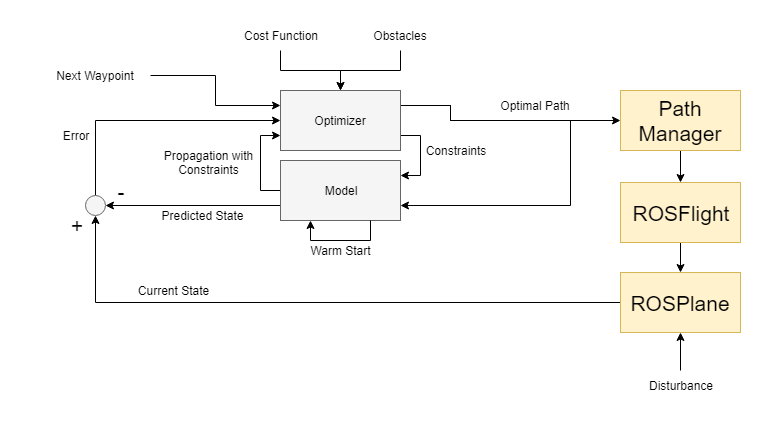 Cost Function
Obstacles
Next Waypoint
Optimizer
Optimal Path
Path
Manager
Error
Propagation with
Constraints
Constraints
Model
-
Predicted State
+
ROSFlight
Warm Start
Current State
ROSPlane
Disturbance